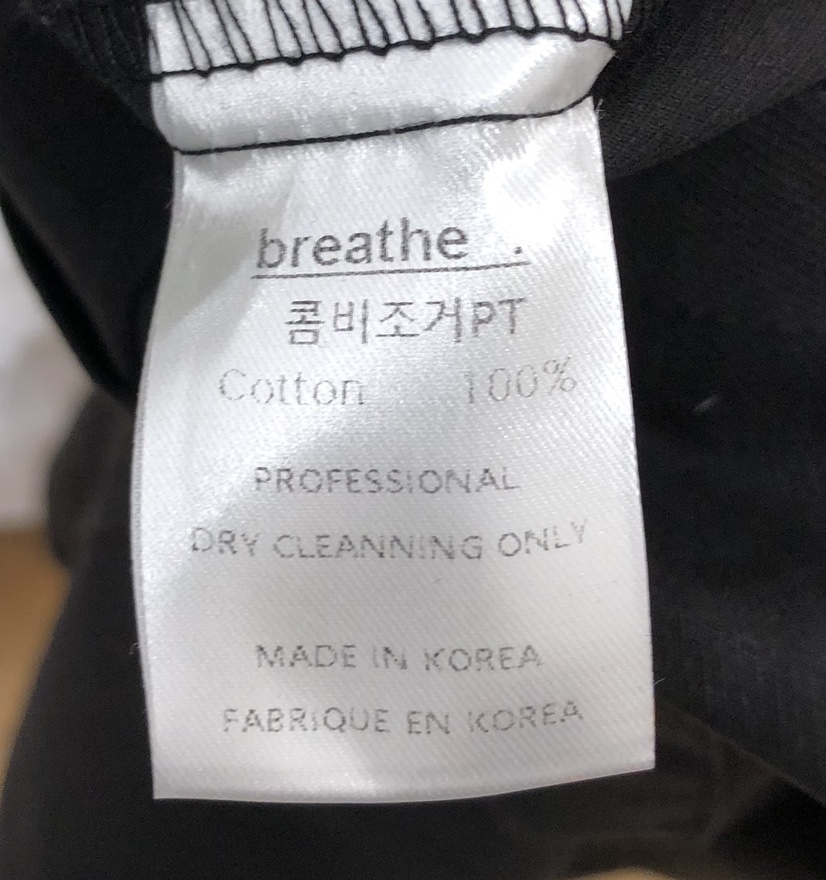 breathe .
콤비조거PT
Cotton 100%
PROFESSIONAL
DRY CLEANNING ONLY
MADE IN KOREA
FABRIQUE EN KOREA